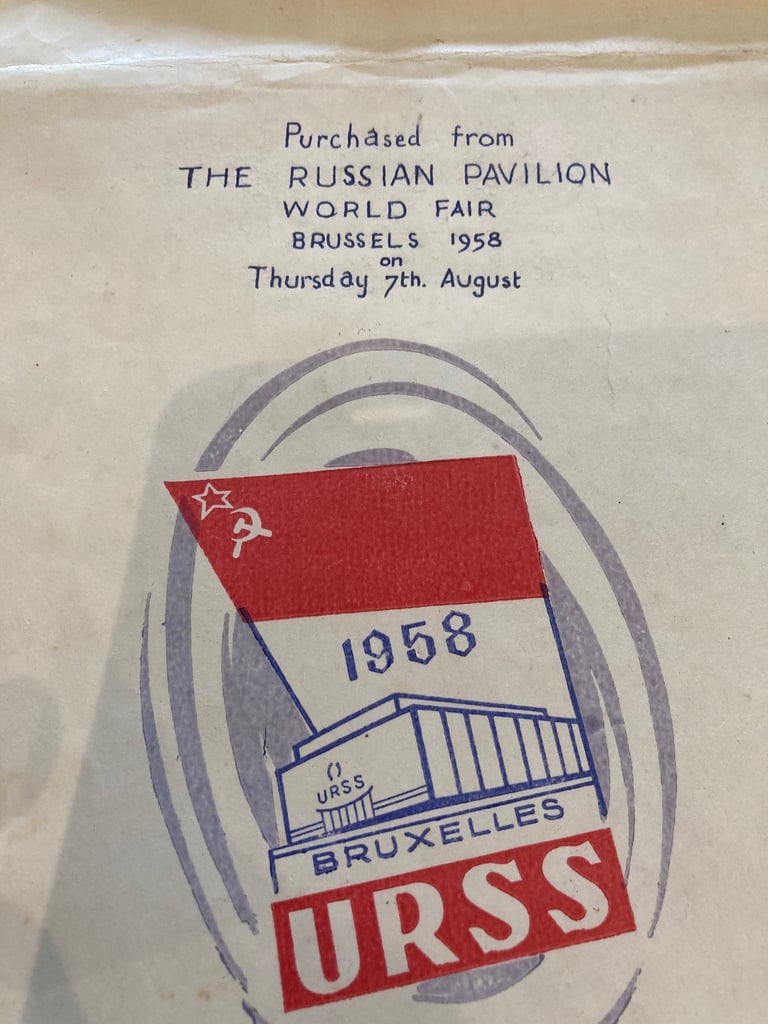 Purchased from
THE RUSSIAN PAVILION
WORLD FAIR
BRUSSELS 1958
on
Thursday 7th. August
1958
URSS
BRUXELLES
URSS